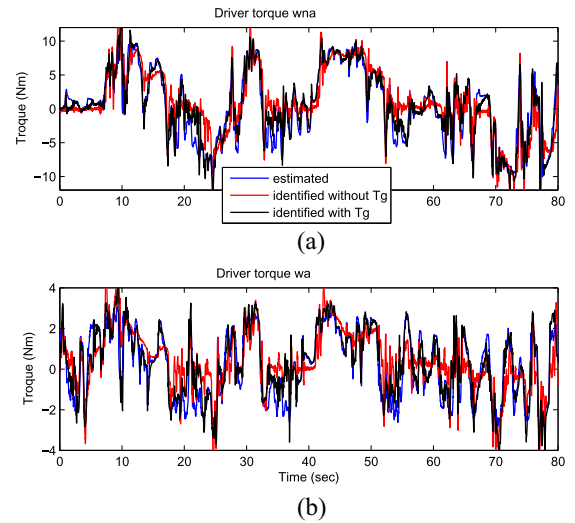 Driver torque wna
Troque (Nm)
10
5
0
−5
−10
0 10 20 30 40 50 60 70 80
estimated
identified without Tg
identified with Tg
(a)
Driver torque wa
Troque (Nm)
4
2
0
−2
−4
0 10 20 30 40 50 60 70 80
Time (sec)
(b)